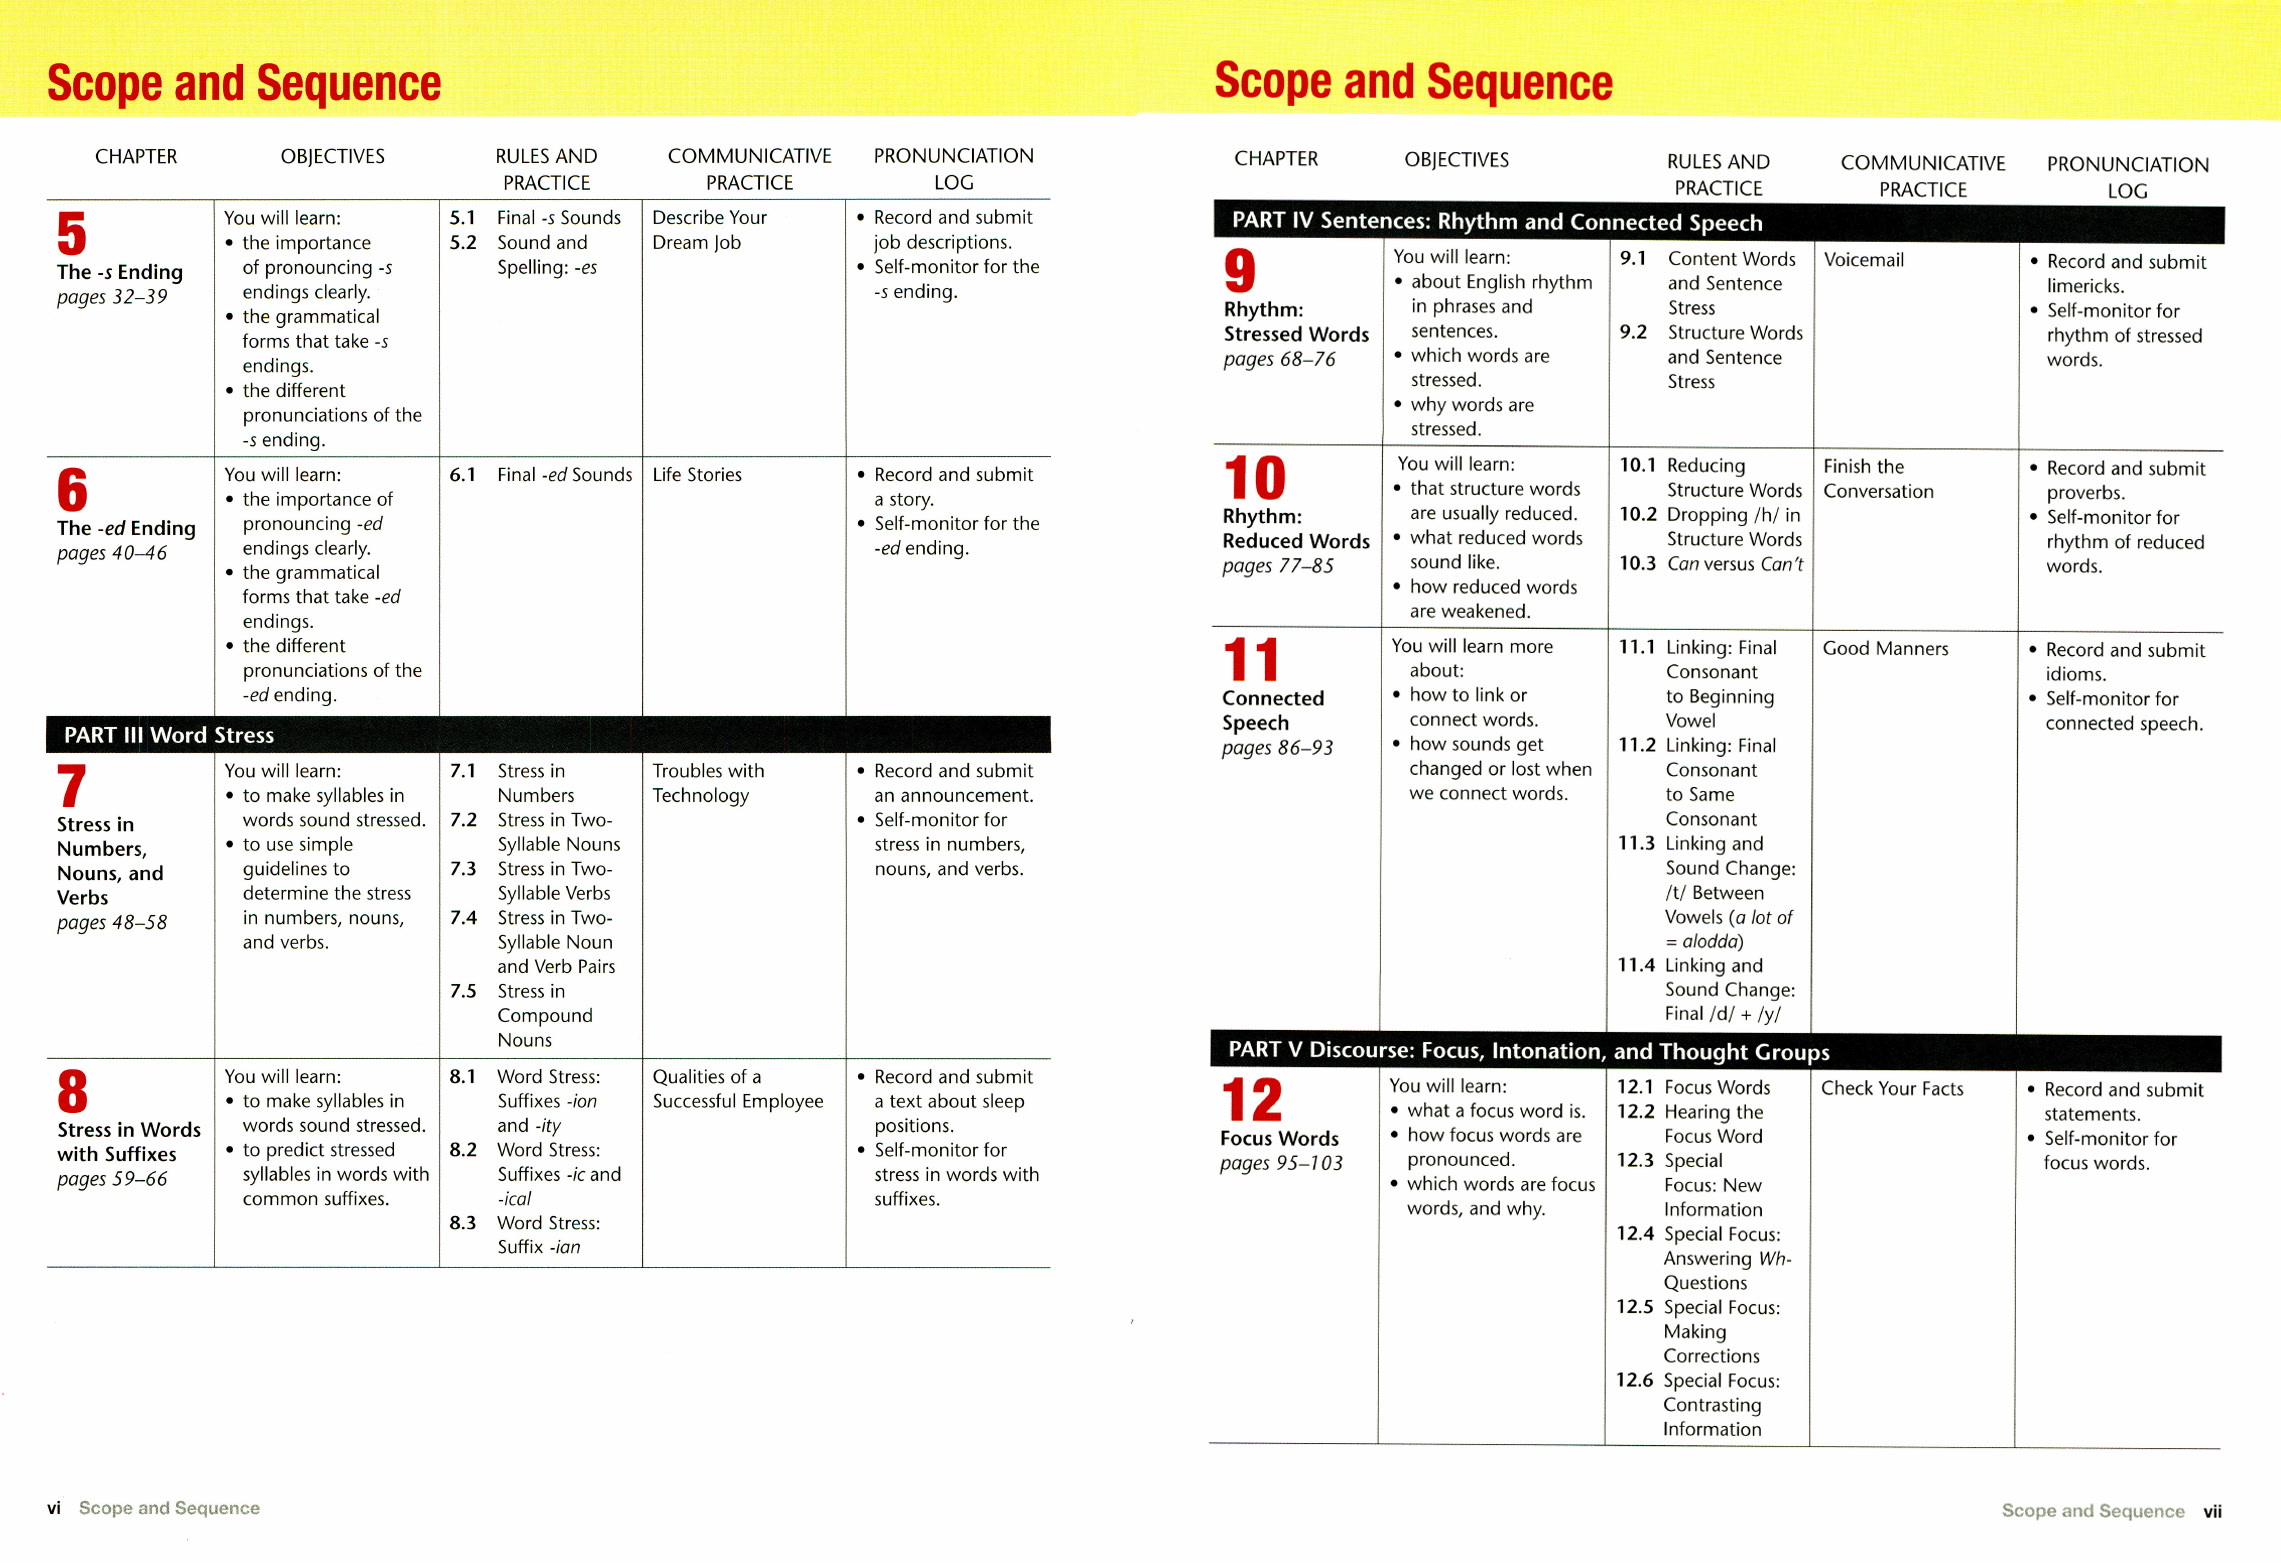 Scope and Sequence
CHAPTER
OBJECTIVES
RULES AND
PRACTICE
COMMUNICATIVE
PRACTICE
PRONUNCIATION
LOG
5
The -s Ending
pages 32–39
You will learn:
• the importance
of pronouncing -s
endings clearly.
• the grammatical
forms that take -s
endings.
• the different
pronunciations of the
-s ending.
5.1 Final -s Sounds
5.2 Sound and
Spelling: -es
Describe Your
Dream Job
• Record and submit
job descriptions.
• Self-monitor for the
-s ending.
6
The -ed Ending
pages 40–46
You will learn:
• the importance of
pronouncing -ed
endings clearly.
• the grammatical
forms that take -ed
endings.
• the different
pronunciations of the
-ed ending.
6.1 Final -ed Sounds
Life Stories
• Record and submit
a story.
• Self-monitor for the
-ed ending.
PART III Word Stress
7
Stress in
Numbers,
Nouns, and
Verbs
pages 48–58
You will learn:
• to make syllables in
words sound stressed.
• to use simple
guidelines to
determine the stress
in numbers, nouns,
and verbs.
7.1 Stress in
Numbers
7.2 Stress in Two-
Syllable Nouns
7.3 Stress in Two-
Syllable Verbs
7.4 Stress in Two-
Syllable Noun
and Verb Pairs
7.5 Stress in
Compound
Nouns
Troubles with
Technology
• Record and submit
an announcement.
• Self-monitor for
stress in numbers,
nouns, and verbs.
8
Stress in Words
with Suffixes
pages 59–66
You will learn:
• to make syllables in
words sound stressed.
• to predict stressed
syllables in words with
common suffixes.
8.1 Word Stress:
Suffixes -ion
and -ity
8.2 Word Stress:
Suffixes -ic and
-ical
8.3 Word Stress:
Suffix -ian
Qualities of a
Successful Employee
• Record and submit
a text about sleep
positions.
• Self-monitor for
stress in words with
suffixes.
vi Scope and Sequence
Scope and Sequence
CHAPTER
OBJECTIVES
RULES AND
PRACTICE
COMMUNICATIVE
PRACTICE
PRONUNCIATION
LOG
PART IV Sentences: Rhythm and Connected Speech
9
Rhythm:
Stressed Words
pages 68–76
You will learn:
• about English rhythm
in phrases and
sentences.
• which words are
stressed.
• why words are
stressed.
9.1 Content Words
and Sentence
Stress
9.2 Structure Words
and Sentence
Stress
Voicemail
• Record and submit
limericks.
• Self-monitor for
rhythm of stressed
words.
10
Rhythm:
Reduced Words
pages 77–85
You will learn:
• that structure words
are usually reduced.
• what reduced words
sound like.
• how reduced words
are weakened.
10.1 Reducing
Structure Words
10.2 Dropping /h/ in
Structure Words
10.3 Can versus Can't
Finish the
Conversation
• Record and submit
proverbs.
• Self-monitor for
rhythm of reduced
words.
11
Connected
Speech
pages 86–93
You will learn more
about:
• how to link or
connect words.
• how sounds get
changed or lost when
we connect words.
11.1 Linking: Final
Consonant
to Beginning
Vowel
11.2 Linking: Final
Consonant
to Same
Consonant
11.3 Linking and
Sound Change:
/t/ Between
Vowels (a lot of
= alodda)
11.4 Linking and
Sound Change:
Final /d/ + /y/
Good Manners
• Record and submit
idioms.
• Self-monitor for
connected speech.
PART V Discourse: Focus, Intonation, and Thought Groups
12
Focus Words
pages 95–103
You will learn:
• what a focus word is.
• how focus words are
pronounced.
• which words are focus
words, and why.
12.1 Focus Words
12.2 Hearing the
Focus Word
12.3 Special
Focus: New
Information
12.4 Special Focus:
Answering Wh-
Questions
12.5 Special Focus:
Making
Corrections
12.6 Special Focus:
Contrasting
Information
Check Your Facts
• Record and submit
statements.
• Self-monitor for
focus words.
Scope and Sequence vii